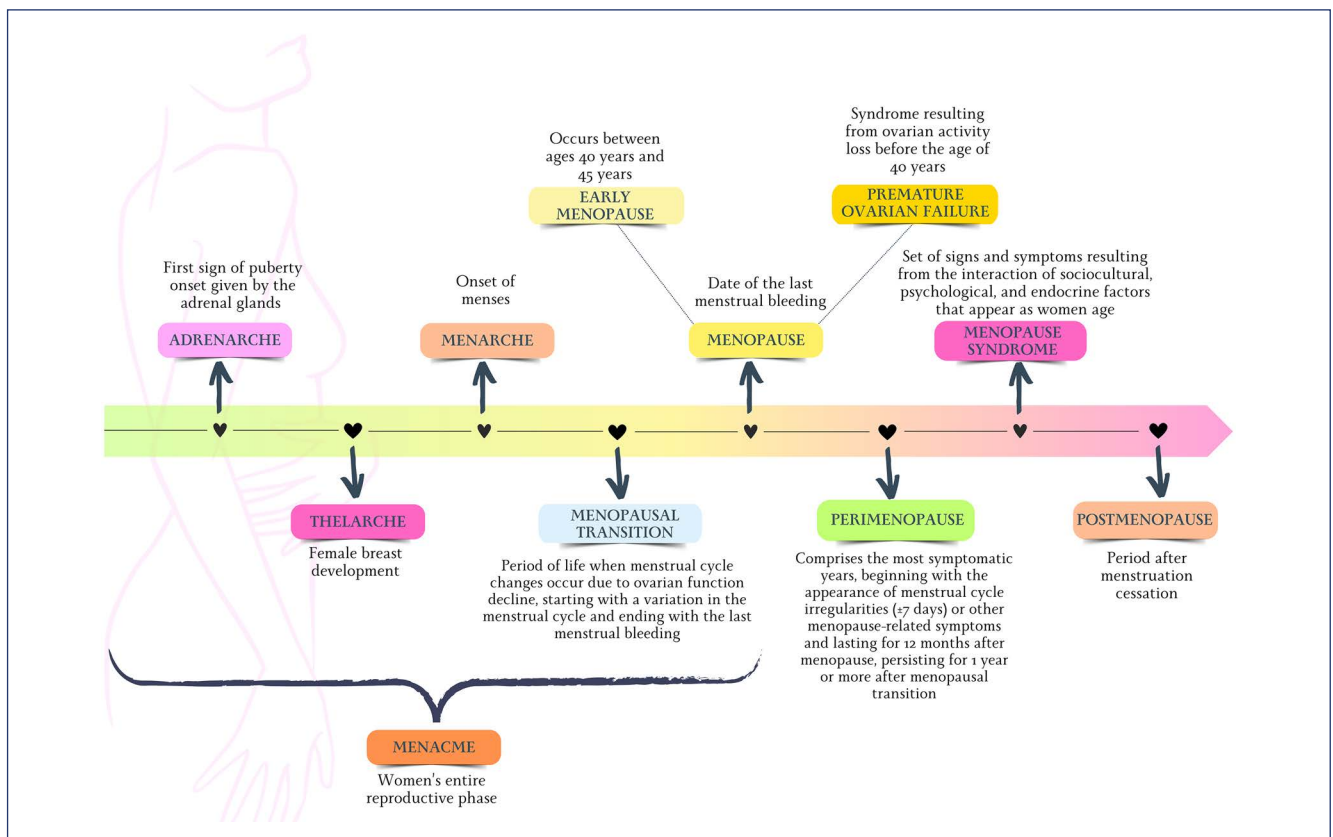 Occurs between
ages 40 years and
45 years
EARLY
MENOPAUSE
Syndrome resulting
from ovarian activity
loss before the age of
40 years
PREMATURE
OVARIAN FAILURE
First sign of puberty
onset given by the
adrenal glands
ADRENARCHE
Onset of
menses
MENARCHE
Date of the last
menstrual bleeding
MENOPAUSE
Set of signs and symptoms resulting
from the interaction of sociocultural,
psychological, and endocrine factors
that appear as women age
MENOPAUSE
SYNDROME
THELARCHE
Female breast
development
MENOPAUSAL
TRANSITION
Period of life when menstrual cycle
changes occur due to ovarian function
decline, starting with a variation in the
menstrual cycle and ending with the last
menstrual bleeding
PERIMENOPAUSE
Comprises the most symptomatic
years, beginning with the
appearance of menstrual cycle
irregularities (±7 days) or other
menopause-related symptoms
and lasting for 12 months after
menopause, persisting for 1 year
or more after menopausal
transition
POSTMENOPAUSE
Period after
menstruation
cessation
MENACME
Women's entire
reproductive phase